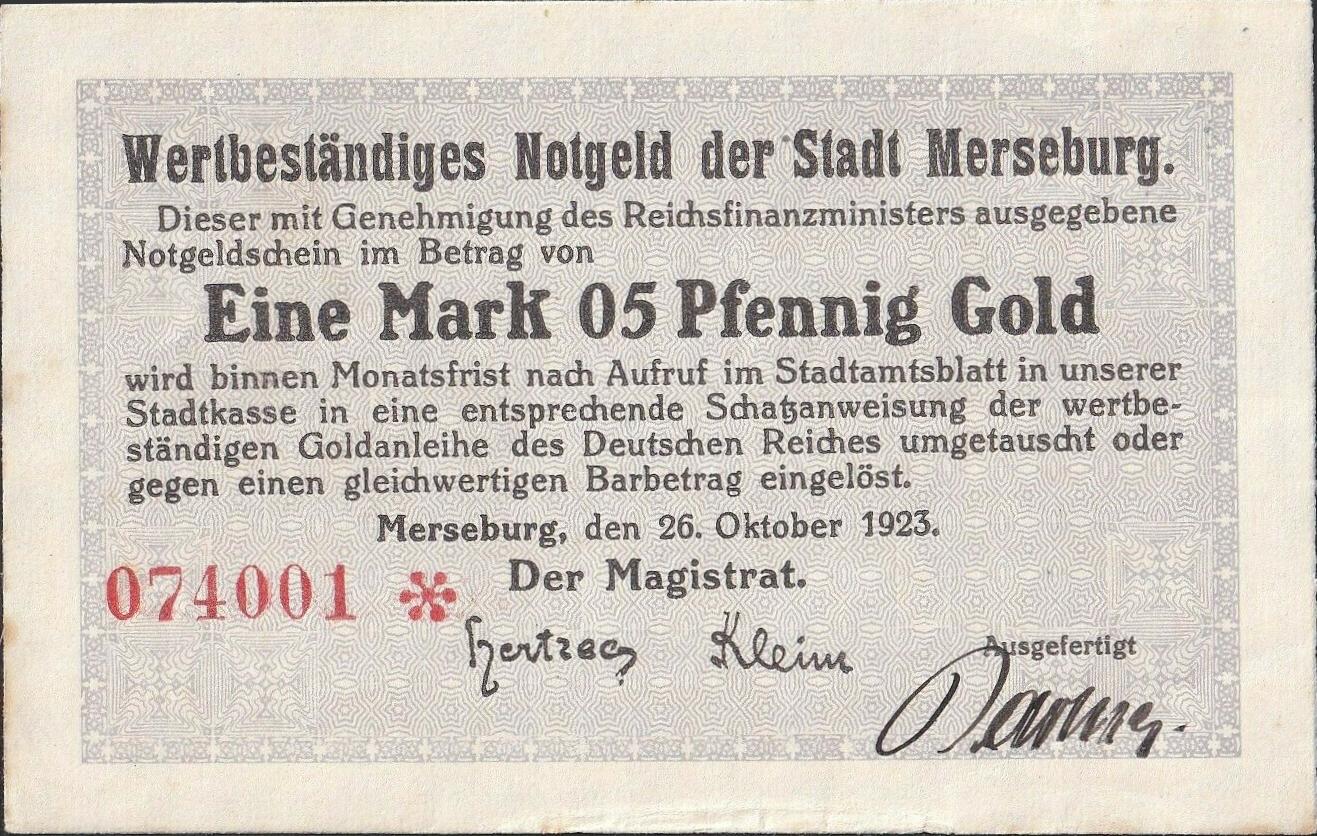 Wertbeständiges Notgeld der Stadt Merseburg.
Dieser mit Genehmigung des Reichsfinanzministers ausgegebene
Notgeldschein im Betrag von
Eine Mark 05 Pfennig Gold
wird binnen Monatsfrist nach Aufruf im Stadtamtsblatt in unserer
Stadtkasse in eine entsprechende Schatzanweisung der wertbe-
ständigen Goldanleihe des Deutschen Reiches umgetauscht oder
gegen einen gleichwertigen Barbetrag eingelöst.
Merseburg, den 26. Oktober 1923.
074001 * Der Magistrat.
Hertzog Klein
Ausgefertigt